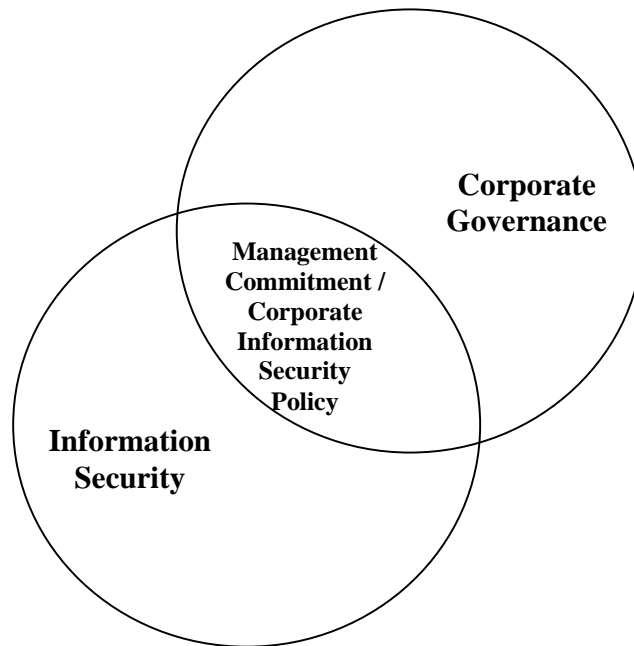 Corporate
Governance
Management
Commitment /
Corporate
Information
Security
Policy
Information
Security